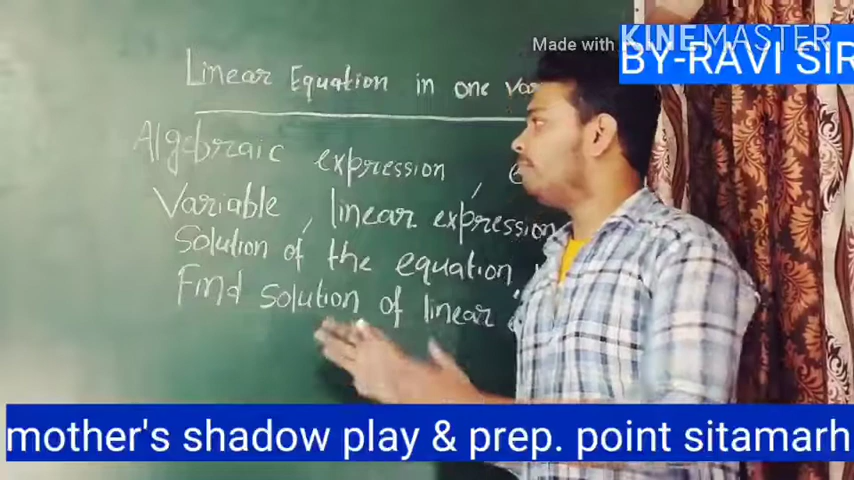 Made with KINEMASTER
BY-RAVI SIR
Linear Equation in one
Algebraic expression,
Variable, linear expression
Solution of the equation,
Find Solution of linear
mother's shadow play & prep. point sitamarh